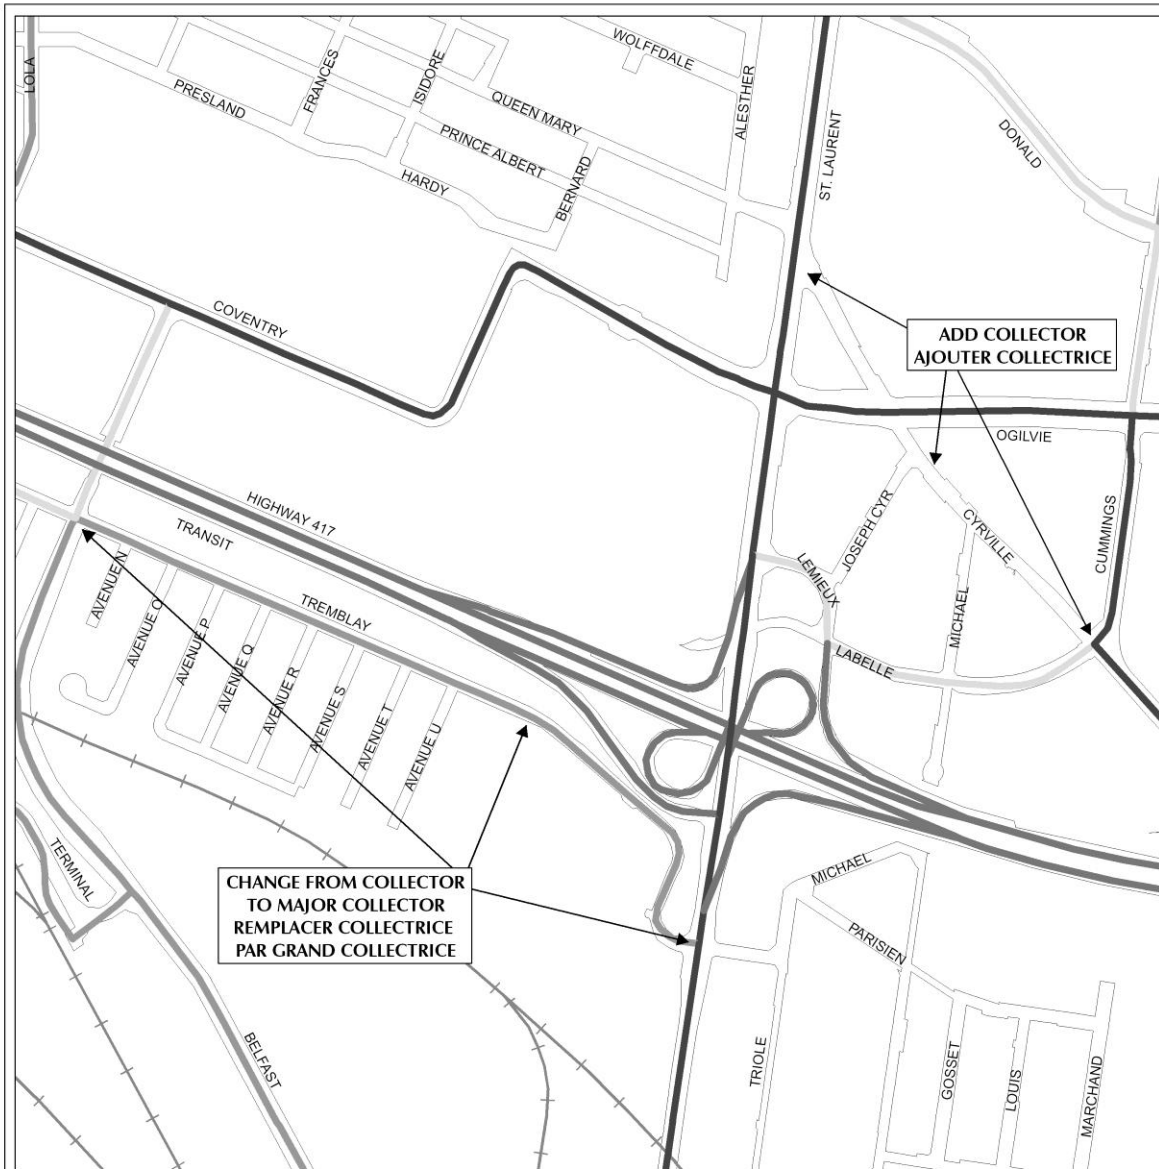 WOLFFDALE
LOLA
FRANCES
ISIDORE
ALESTHER
PRESLAND
QUEEN MARY
ST. LAURENT
DONALD
PRINCE ALBERT
HARDY
BERNARD
COVENTRY
ADD COLLECTOR
AJOUTER COLLECTRICE
OGILVIE
HIGHWAY 417
TRANSIT
JOSEPH CYR
CYRVILLE
CUMMINGS
LEMIEUX
MICHAEL
LABELLE
TREMBLAY
AVENUE N
AVENUE O
AVENUE P
AVENUE Q
AVENUE R
AVENUE S
AVENUE T
AVENUE U
TERMINAL
CHANGE FROM COLLECTOR
TO MAJOR COLLECTOR
REMPLACER COLLECTRICE
PAR GRAND COLLECTRICE
MICHAEL
PARISIEN
BELFAST
TRIOLE
GOSSET
LOUIS
MARCHAND